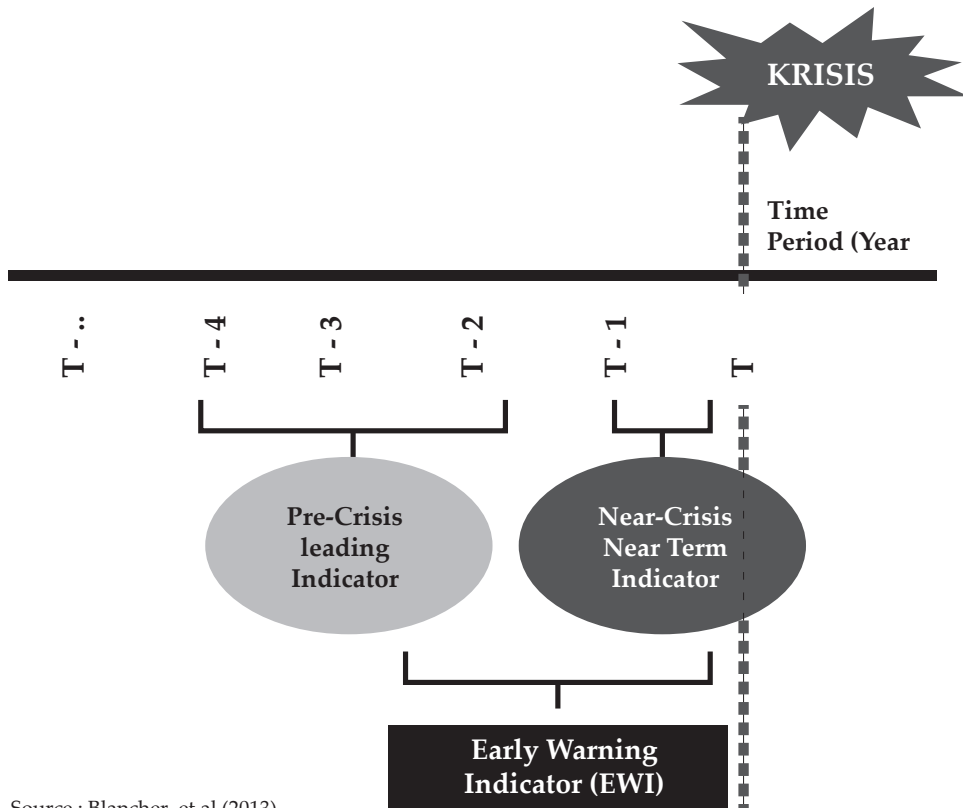 KRISIS
Time
Period (Year
T - ..
T - 4
T - 3
T - 2
T - 1
T
Pre-Crisis
leading
Indicator
Near-Crisis
Near Term
Indicator
Early Warning
Indicator (EWI)
Source : Blancher, et al (2013)